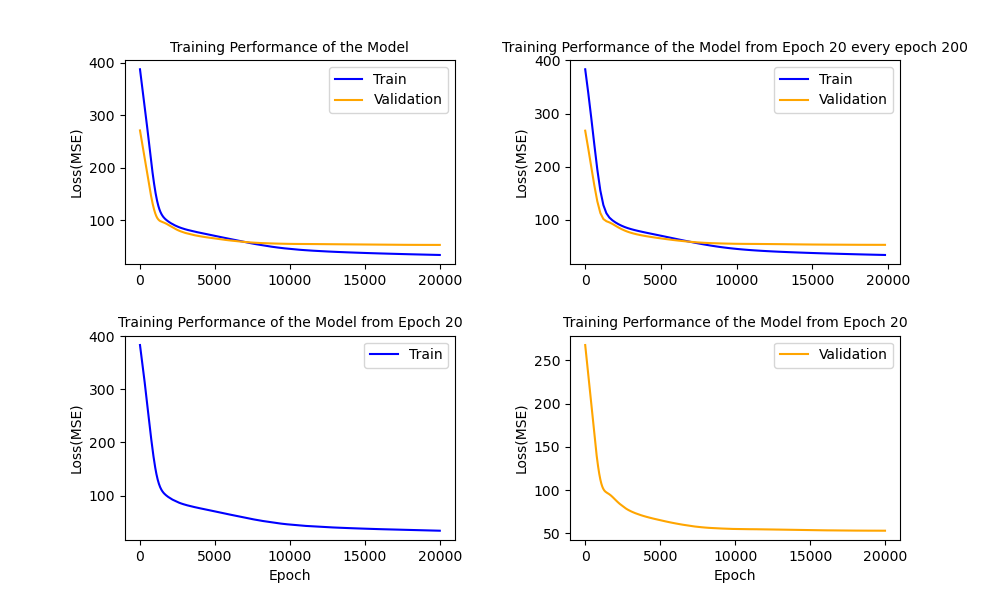 Training Performance of the Model
Training Performance of the Model from Epoch 20 every epoch 200
400
300
200
100
Loss(MSE)
Train
Validation
0
5000
10000
15000
20000
400
300
200
100
Loss(MSE)
Train
Validation
0
5000
10000
15000
20000
Training Performance of the Model from Epoch 20
Training Performance of the Model from Epoch 20
400
300
200
100
Loss(MSE)
Train
0
5000
10000
15000
20000
Epoch
250
200
150
100
50
Loss(MSE)
Validation
0
5000
10000
15000
20000
Epoch